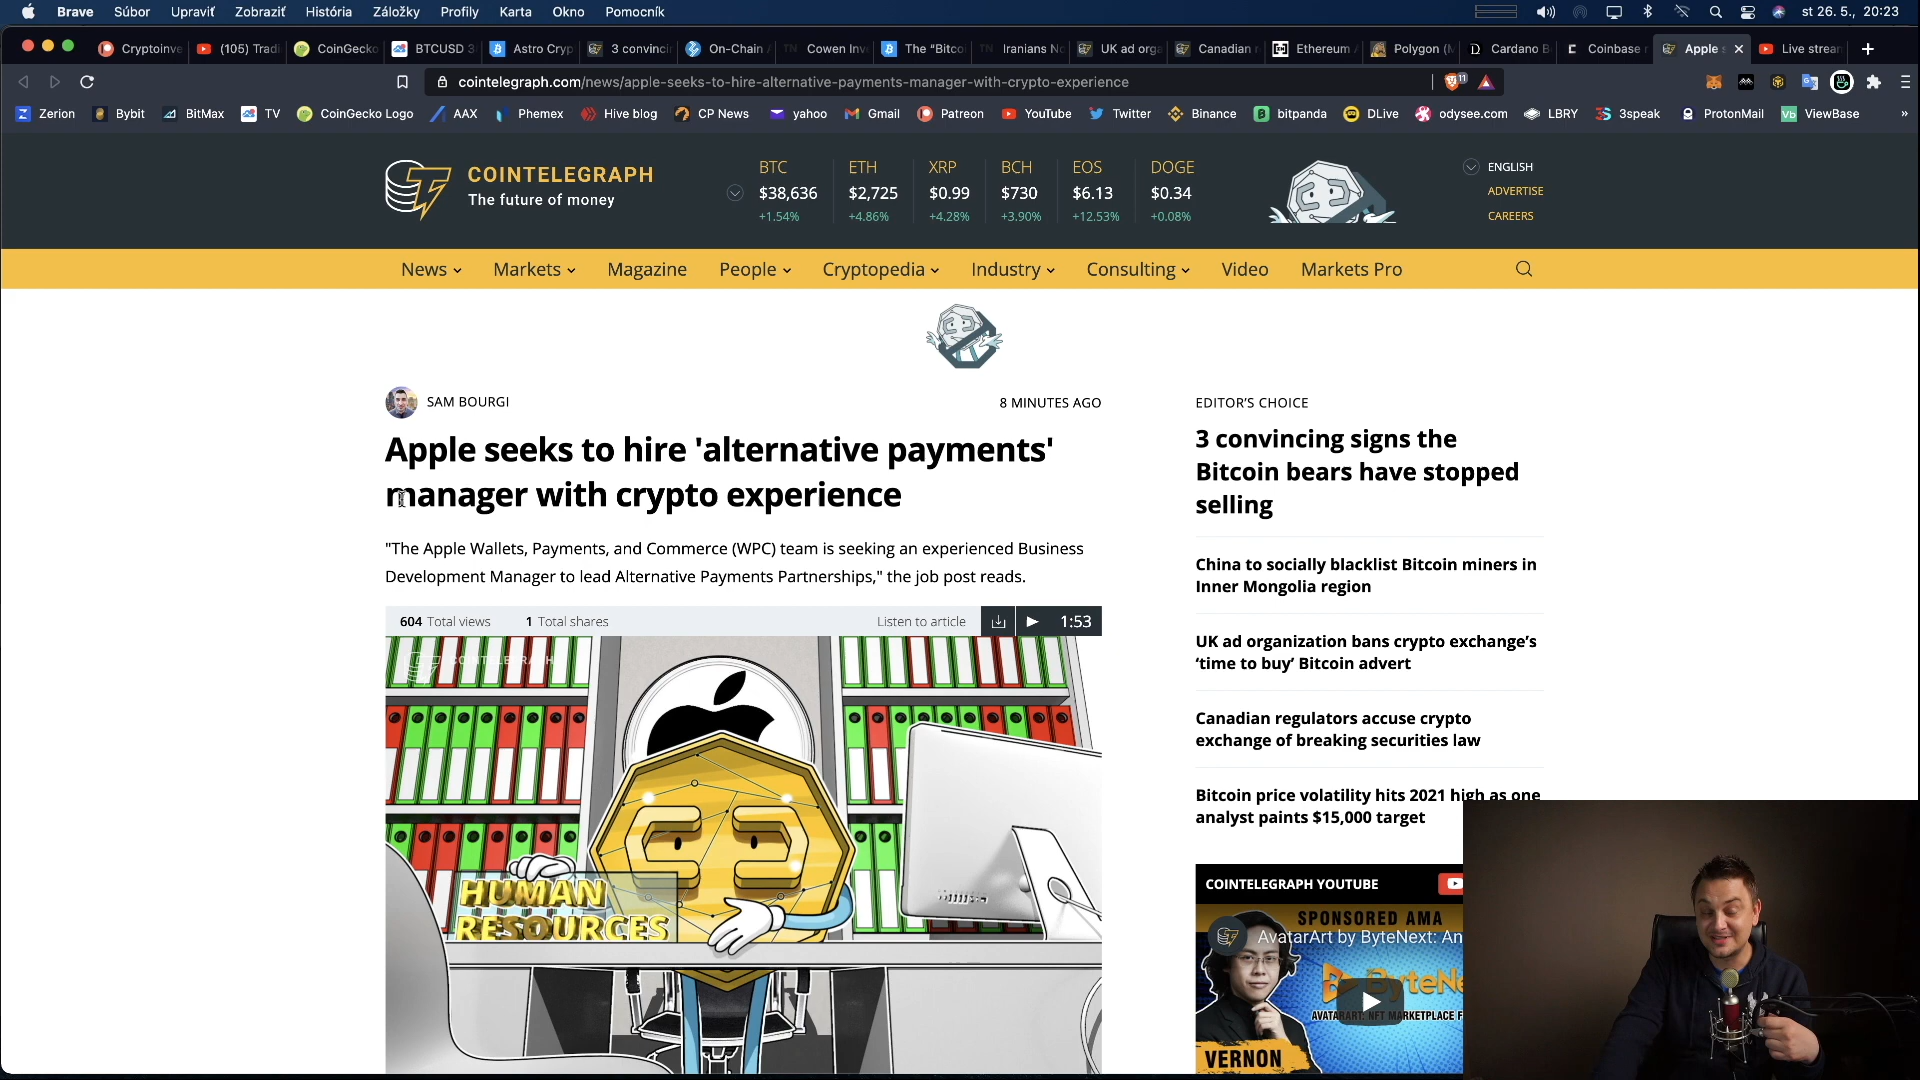 Brave Súbor Upraviť Zobraziť História Záložky Profily Karta Okno Pomocník st 26. 5., 20:23
Cryptoinve (105) Tradi CoinGecko BTCUSD 3 Astro Cryp 3 convinci On-Chain Cowen Inv The “Bitco Iranians No UK ad orga Canadian r Ethereum Polygon (M Cardano B Coinbase r Apple s Live strean
cointelegraph.com/news/apple-seeks-to-hire-alternative-payments-manager-with-crypto-experience 11
Zerion Bybit BitMax TV CoinGecko Logo AAX Phemex Hive blog CP News yahoo Gmail Patreon YouTube Twitter Binance bitpanda DLive odysee.com LBRY 3speak ProtonMail Vb ViewBase »
COINTELEGRAPH
The future of money
BTC ETH XRP BCH EOS DOGE
$38,636 $2,725 $0.99 $730 $6.13 $0.34
+1.54% +4.86% +4.28% +3.90% +12.53% +0.08%
ENGLISH
ADVERTISE
CAREERS
News Markets Magazine People Cryptopedia Industry Consulting Video Markets Pro
SAM BOURGI 8 MINUTES AGO
Apple seeks to hire 'alternative payments'
manager with crypto experience
"The Apple Wallets, Payments, and Commerce (WPC) team is seeking an experienced Business
Development Manager to lead Alternative Payments Partnerships," the job post reads.
604 Total views 1 Total shares Listen to article 1:53
COINTELEGRAPH
HUMAN
RESOURCES
EDITOR’S CHOICE
3 convincing signs the
Bitcoin bears have stopped
selling
China to socially blacklist Bitcoin miners in
Inner Mongolia region
UK ad organization bans crypto exchange’s
‘time to buy’ Bitcoin advert
Canadian regulators accuse crypto
exchange of breaking securities law
Bitcoin price volatility hits 2021 high as one
analyst paints $15,000 target
COINTELEGRAPH YOUTUBE
SPONSORED AMA
AvatarArt by ByteNext: An
ByteNe
AVATARART: NFT MARKETPLACE F
VERNON